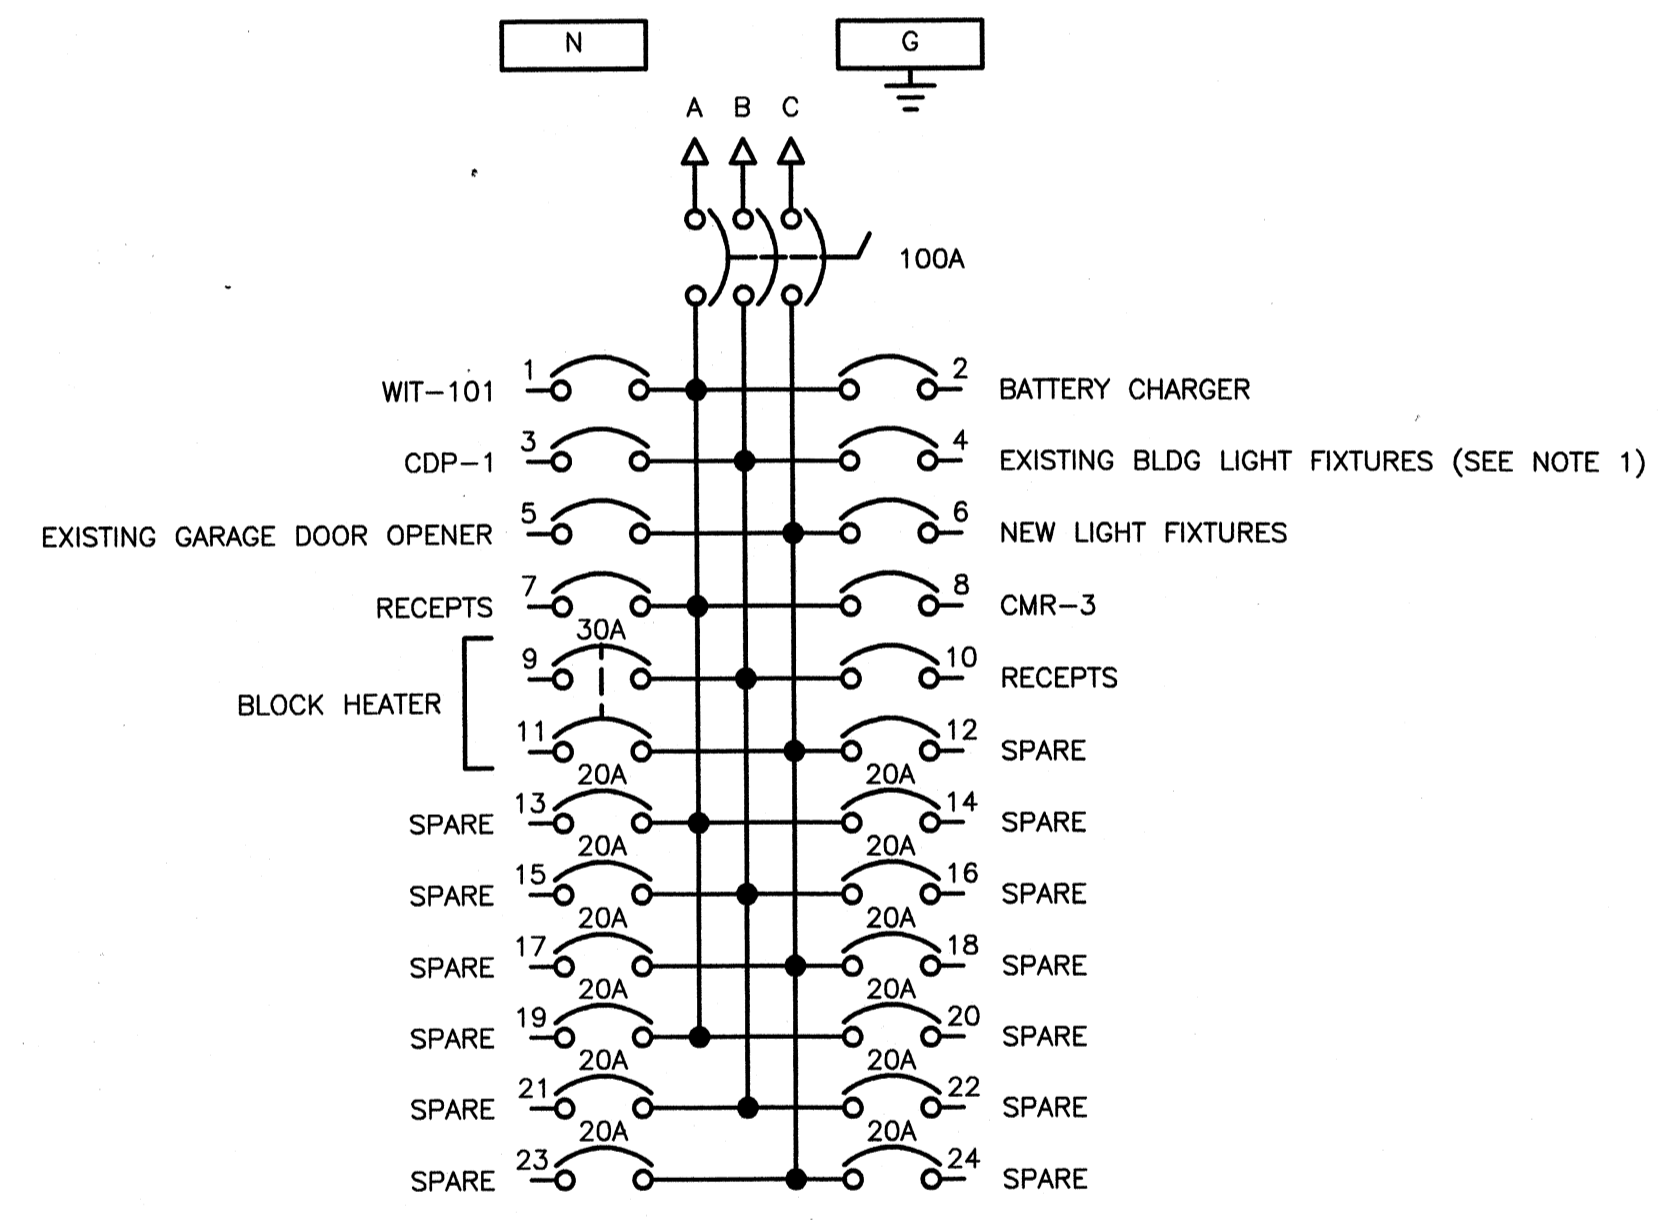 N
G
A B C
100A
WIT-101 1 2 BATTERY CHARGER
CDP-1 3 4 EXISTING BLDG LIGHT FIXTURES (SEE NOTE 1)
EXISTING GARAGE DOOR OPENER 5 6 NEW LIGHT FIXTURES
RECEPTS 7 8 CMR-3
30A
9 10 RECEPTS
BLOCK HEATER
11 12 SPARE
20A 20A
SPARE 13 14 SPARE
20A 20A
SPARE 15 16 SPARE
20A 20A
SPARE 17 18 SPARE
20A 20A
SPARE 19 20 SPARE
20A 20A
SPARE 21 22 SPARE
20A 20A
SPARE 23 24 SPARE